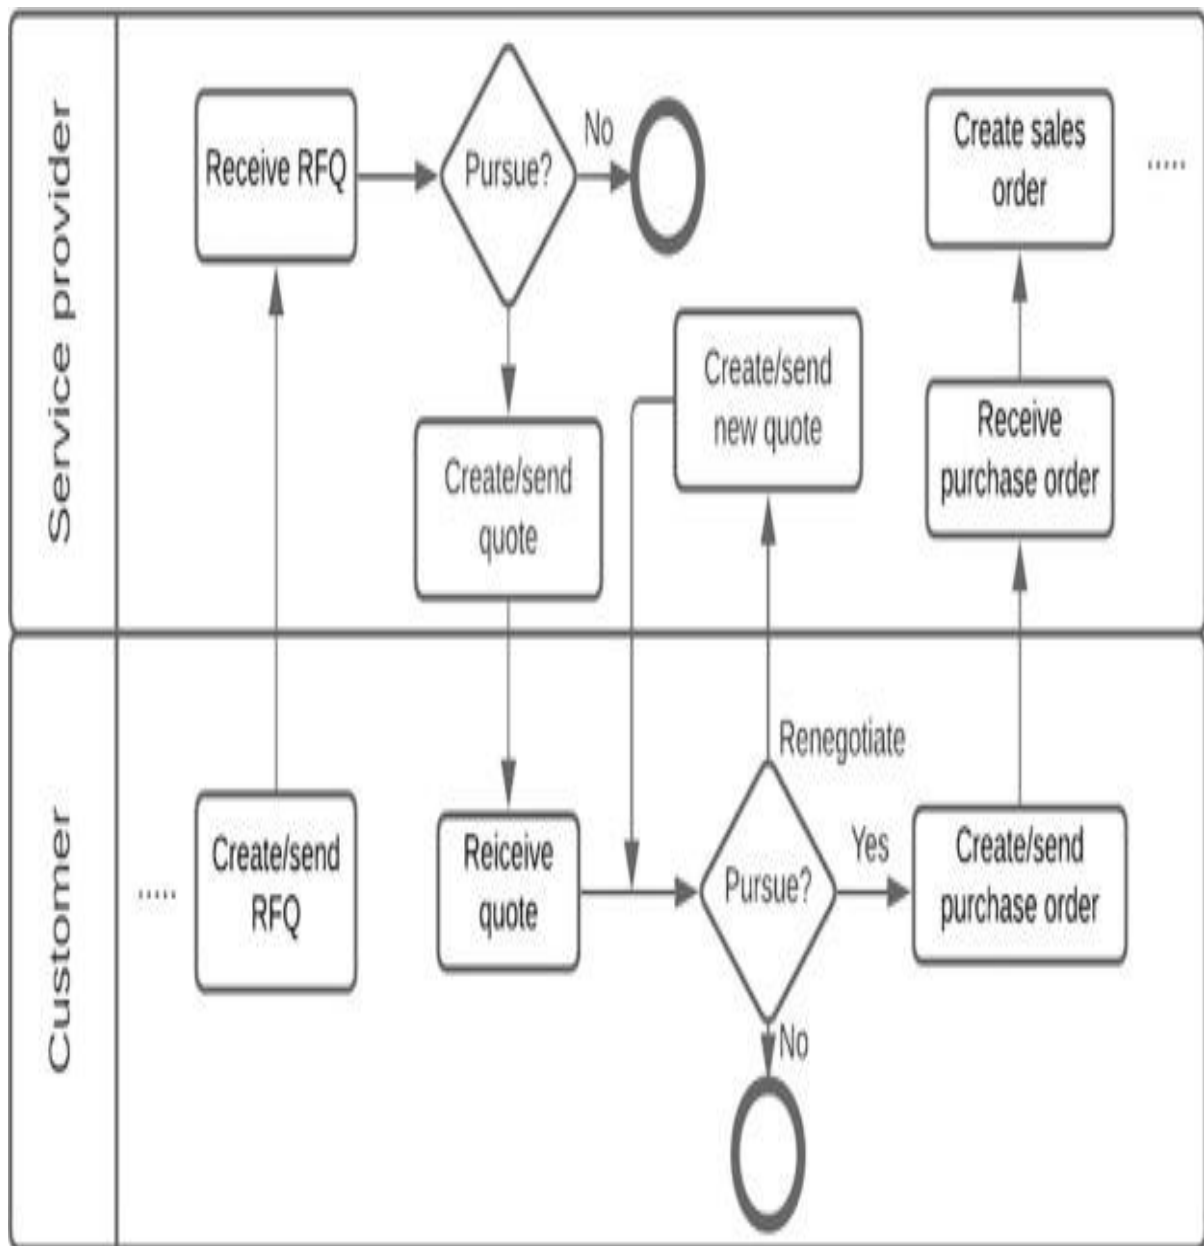 Service provider
Receive RFQ
Pursue?
No
Create sales
order
.....
Create/send
quote
Create/send
new quote
Receive
purchase order
Customer
.....
Create/send
RFQ
Reiceive
quote
Renegotiate
Pursue?
Yes
No
Create/send
purchase order